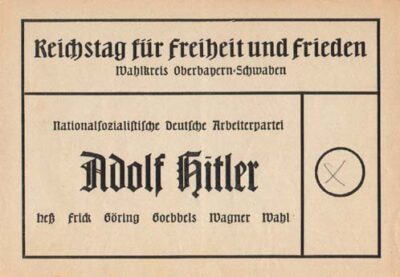 Reichstag für Freiheit und Frieden
Wahlkreis Oberbayern-Schwaben
Nationalsozialistische Deutsche Arbeiterpartei
Adolf Hitler
Heß Frick Göring Goebbels Wagner Wahl